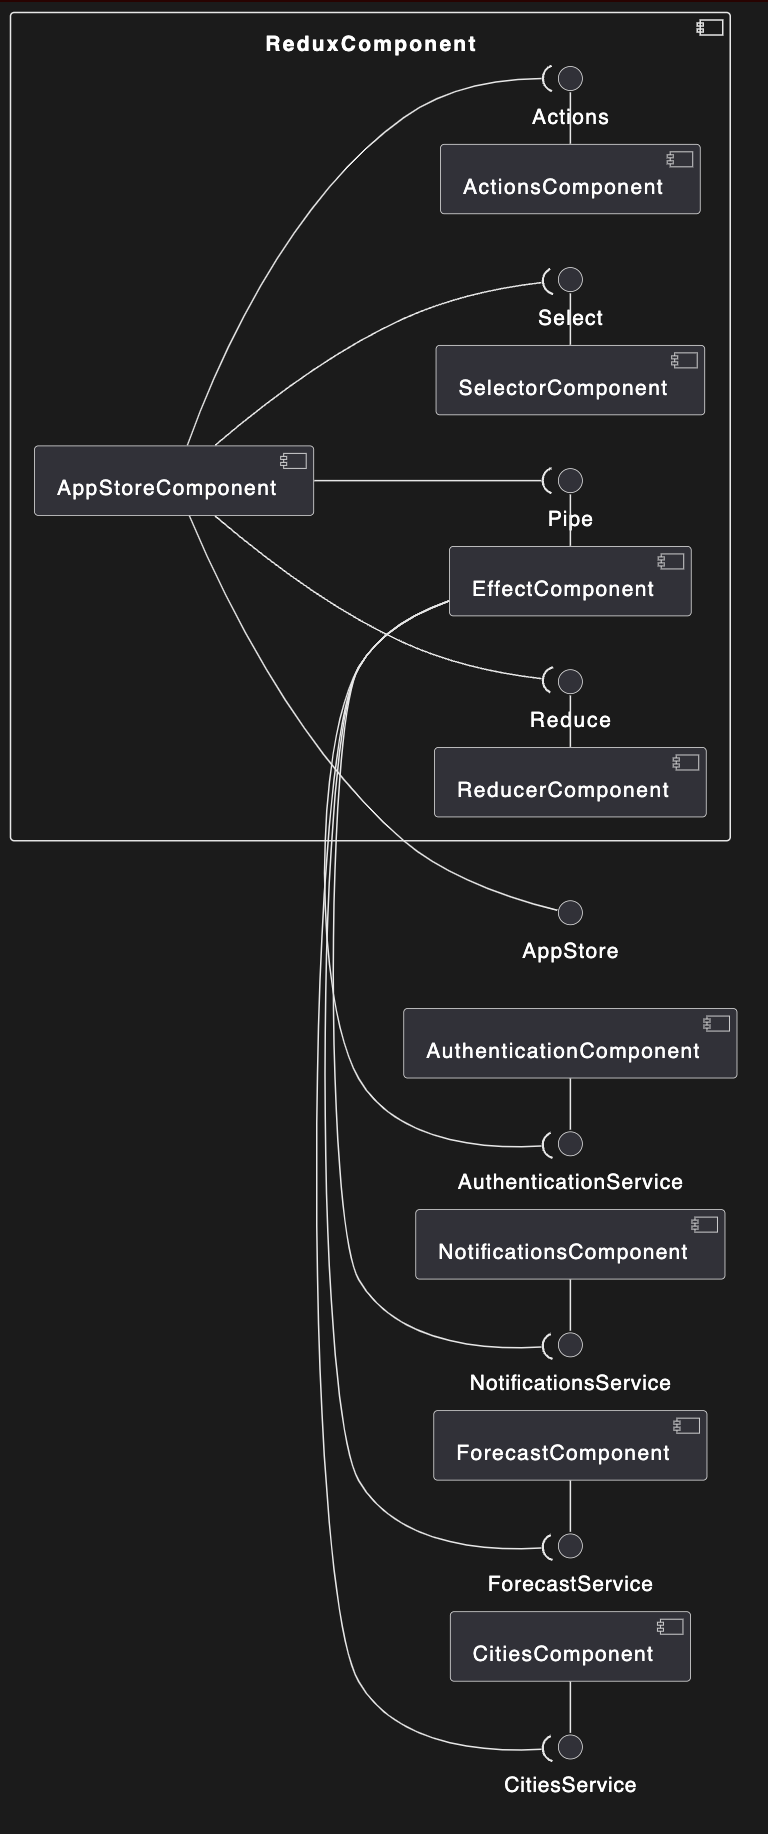 ReduxComponent
Actions
ActionsComponent
Select
SelectorComponent
AppStoreComponent
Pipe
EffectComponent
Reduce
ReducerComponent
AppStore
AuthenticationComponent
AuthenticationService
NotificationsComponent
NotificationsService
ForecastComponent
ForecastService
CitiesComponent
CitiesService